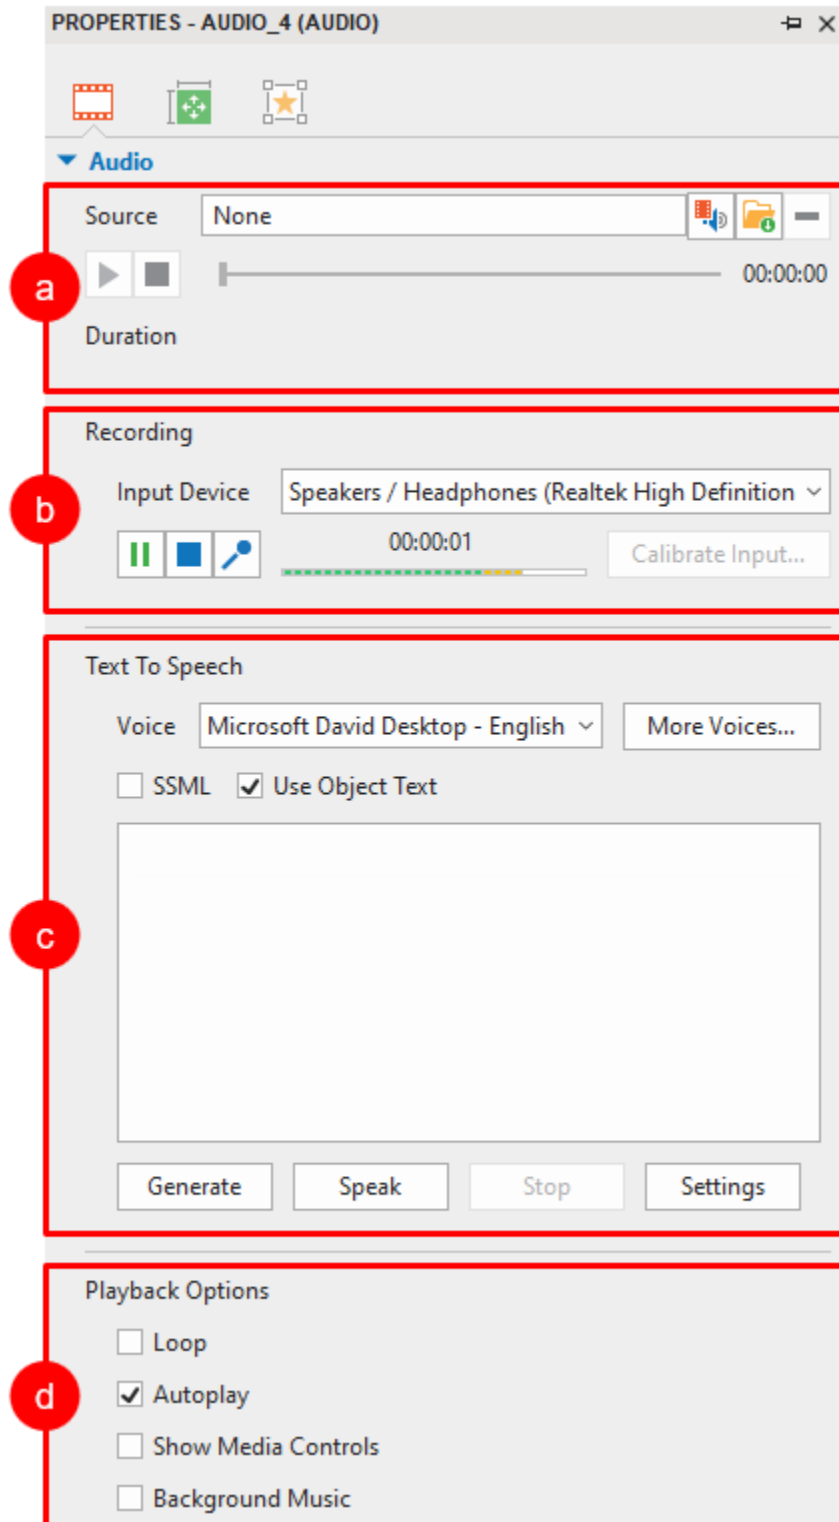 PROPERTIES - AUDIO_4 (AUDIO)
Audio
Source None
a
00:00:00
Duration
Recording
b
Input Device Speakers / Headphones (Realtek High Definition
00:00:01 Calibrate Input...
Text To Speech
Voice Microsoft David Desktop - English More Voices...
SSML Use Object Text
c
Generate Speak Stop Settings
Playback Options
Loop
d
Autoplay
Show Media Controls
Background Music